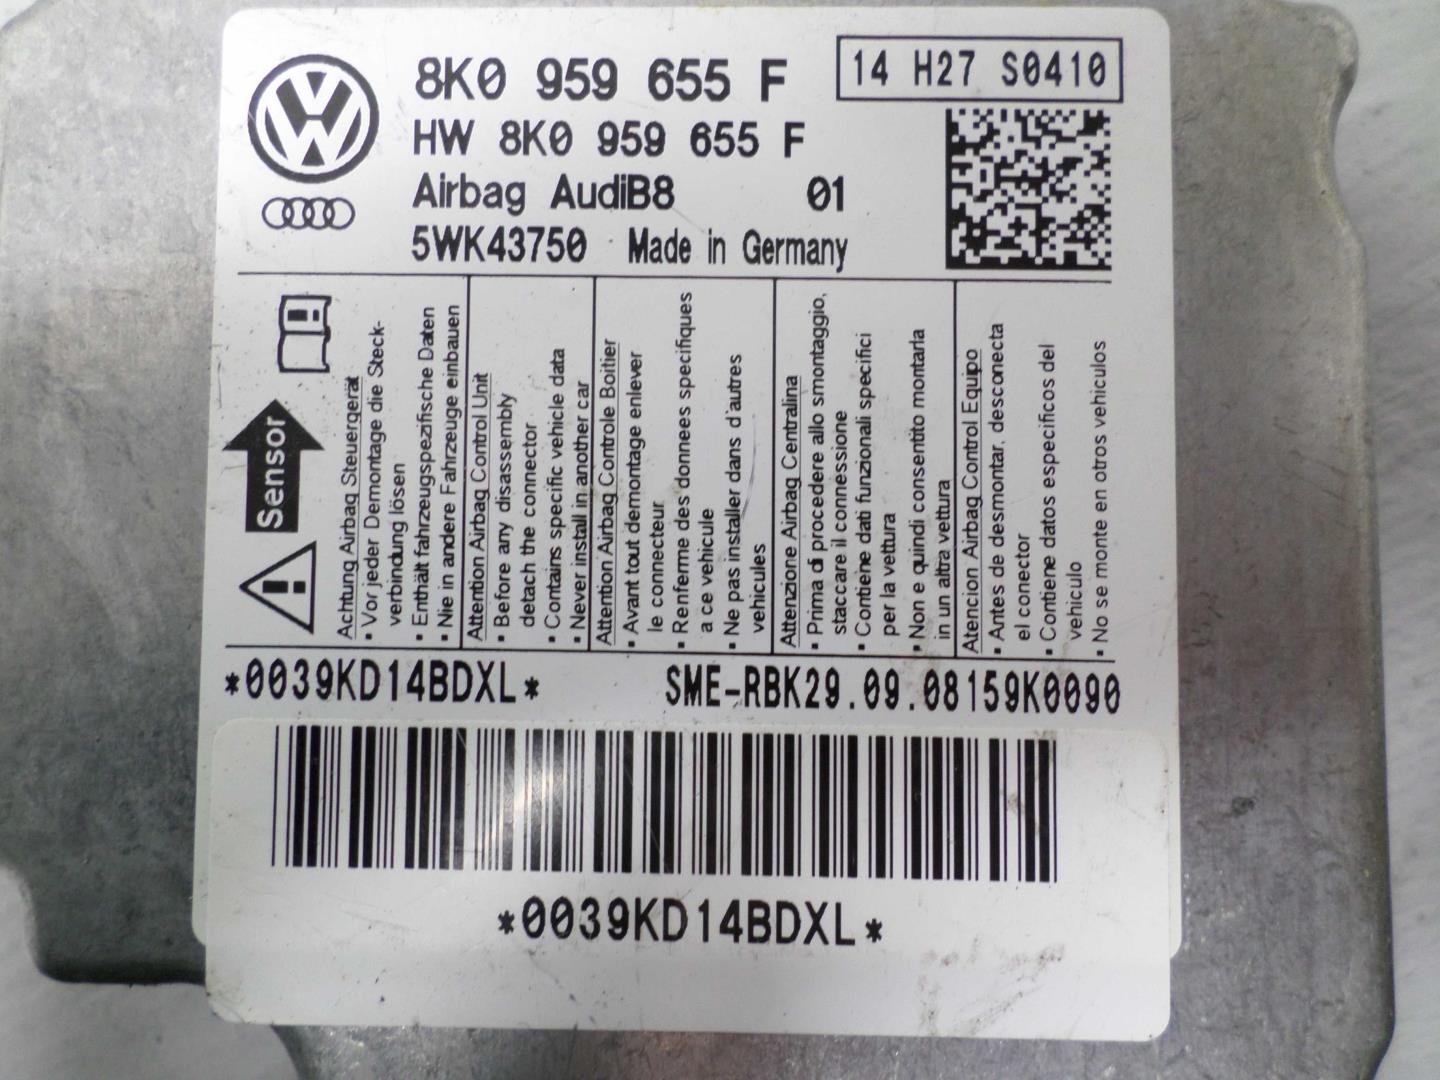 8K0 959 655 F
14 H27 S0410
HW 8K0 959 655 F
Airbag AudiB8 01
5WK43750 Made in Germany
Sensor
Achtung Airbag Steuergerät
• Vor jeder Demontage die Steck-
verbindung lösen
• Enthält fahrzeugspezifische Daten
• Nie in andere Fahrzeuge einbauen
Attention Airbag Control Unit
• Before any disassembly
detach the connector
• Contains specific vehicle data
• Never install in another car
Attention Airbag Controle Boitier
• Avant tout demontage enlever
le connecteur
• Renferme des donnees specifiques
a ce vehicule
• Ne pas installer dans d'autres
vehicules
Attenzione Airbag Centralina
• Prima di procedere allo smontaggio,
staccare il connessione
• Contiene dati funzionali specifici
per la vettura
• Non e quindi consentito montarla
in un altra vettura
Atencion Airbag Control Equipo
• Antes de desmontar, desconecta
el conector
• Contiene datos especificos del
vehiculo
• No se monte en otros vehiculos
*0039KD14BDXL*
SME-RBK29.09.08159K0090
*0039KD14BDXL*